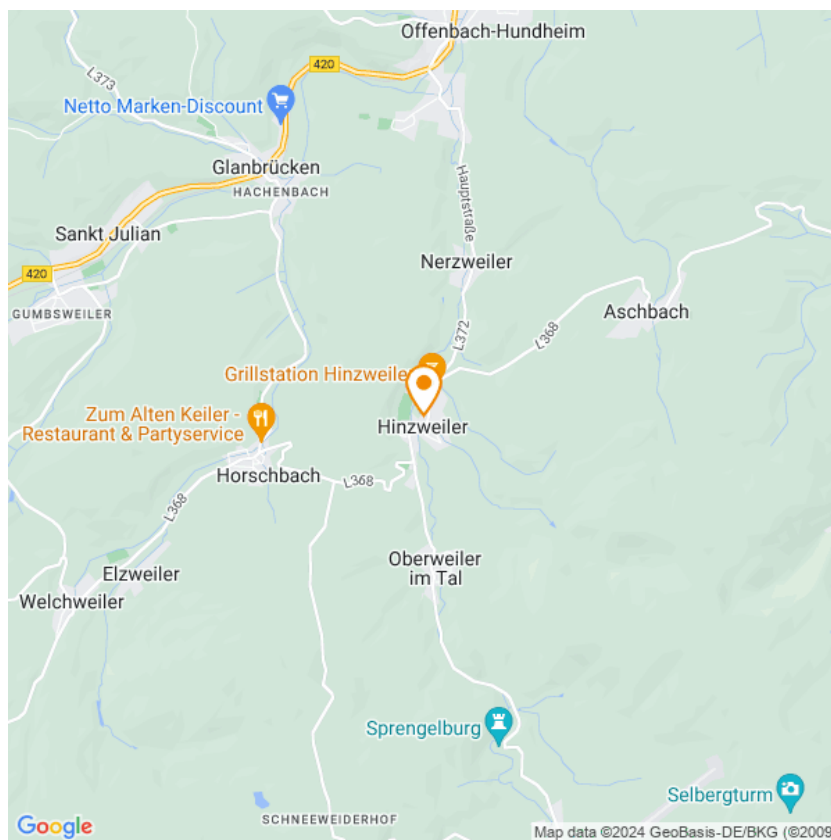 Offenbach-Hundheim
420
L373
Netto Marken-Discount
Glanbrücken
HACHENBACH
Hauptstraße
Sankt Julian
Nerzweiler
420
GUMBSWEILER
Aschbach
L372
L368
Grillstation Hinzweiler
Zum Alten Keiler -
Restaurant & Partyservice
Hinzweiler
Horschbach
L368
L368
Oberweiler
im Tal
Elzweiler
Welchweiler
Sprengelburg
Selbergturm
SCHNEEWEIDERHOF
Google
Map data ©2024 GeoBasis-DE/BKG (©2009